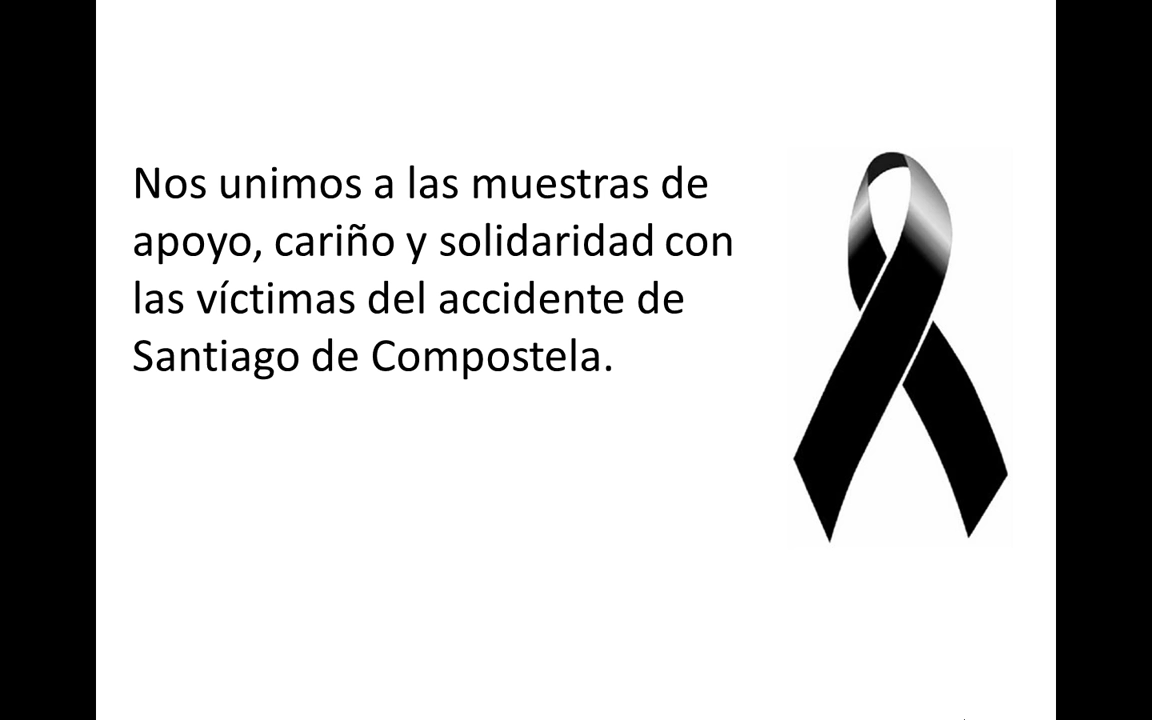 Nos unimos a las muestras de
apoyo, cariño y solidaridad con
las víctimas del accidente de
Santiago de Compostela.